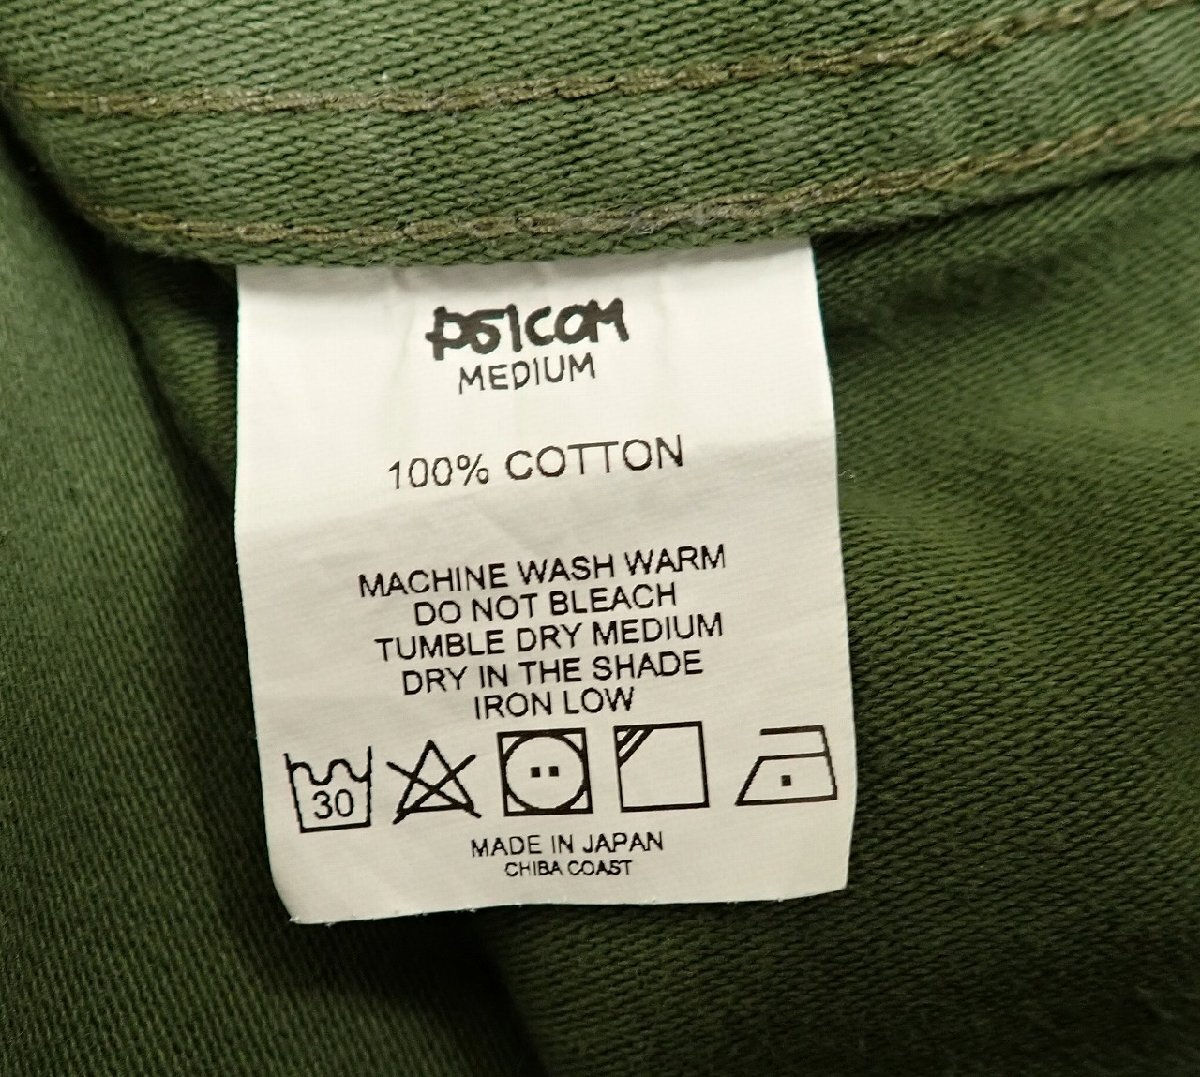 PSICOM
MEDIUM
100% COTTON
MACHINE WASH WARM
DO NOT BLEACH
TUMBLE DRY MEDIUM
DRY IN THE SHADE
IRON LOW
30
MADE IN JAPAN
CHIBA COAST